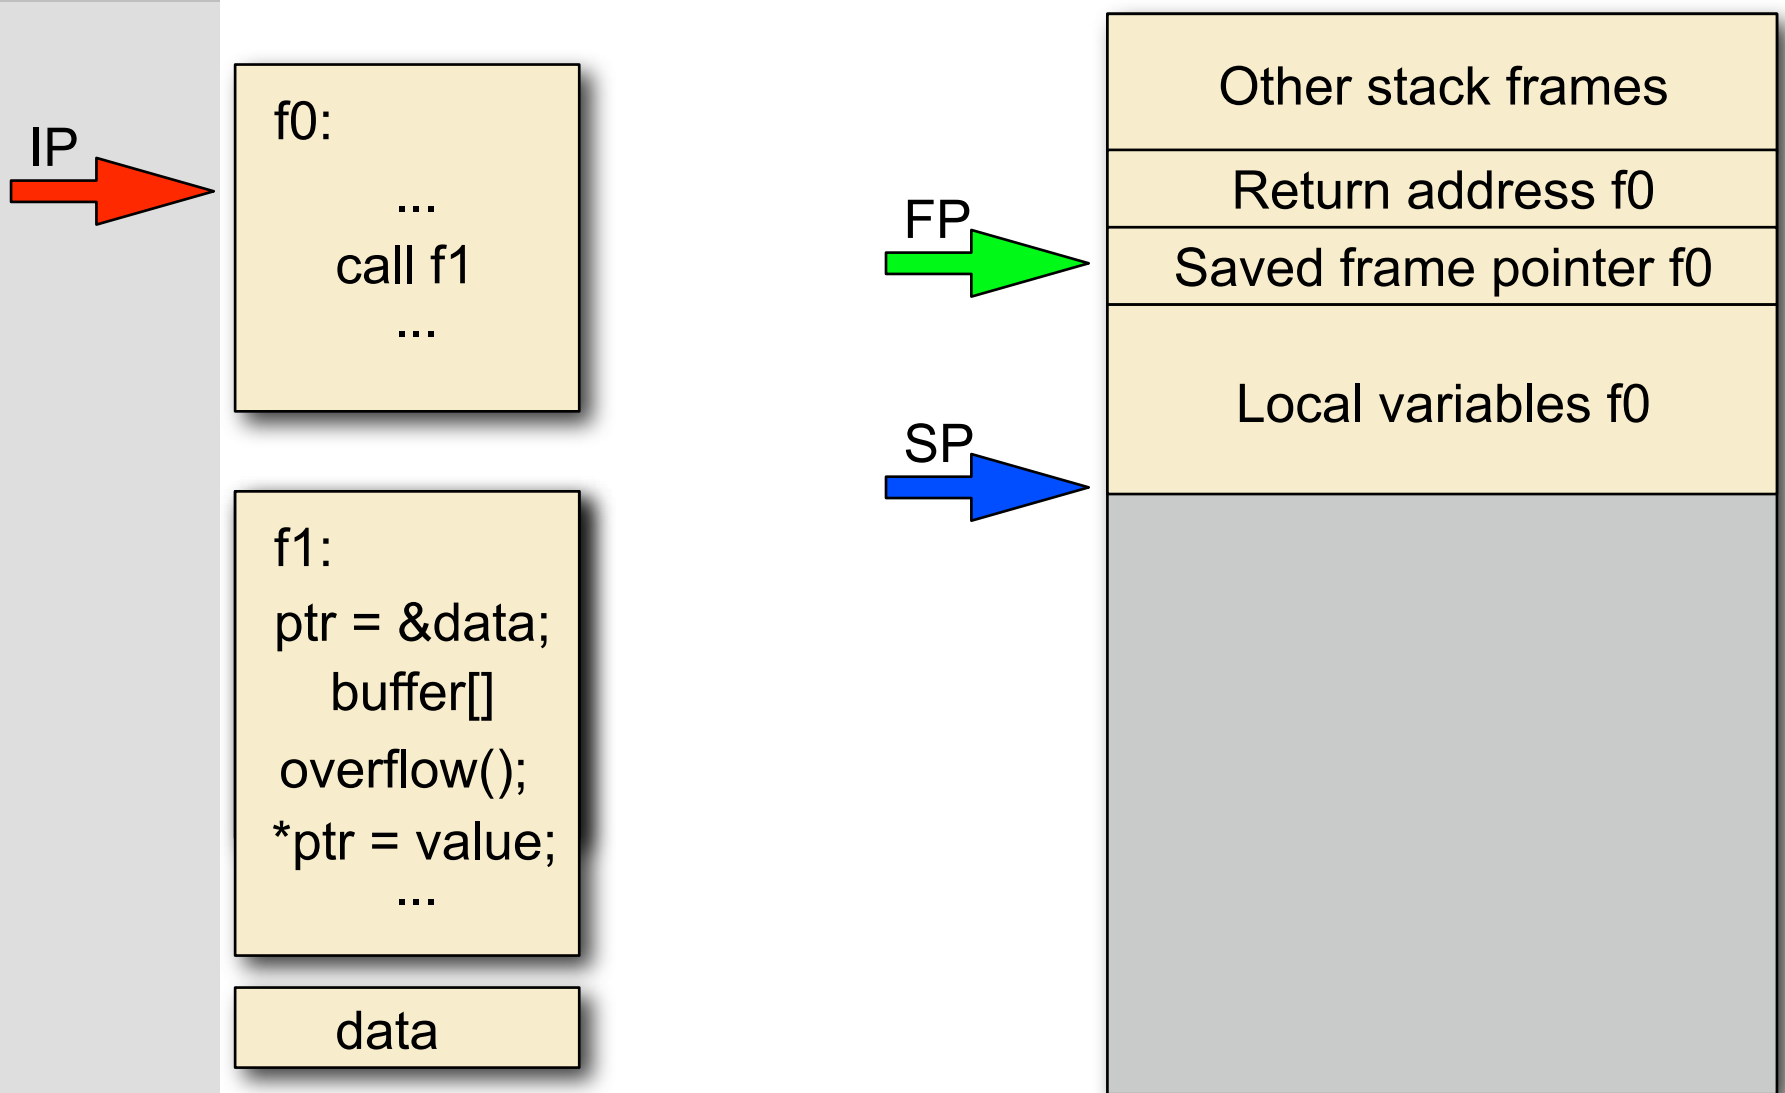 IP
f0:
...
call f1
...
f1:
ptr = &data;
buffer[]
overflow();
*ptr = value;
...
data
FP
SP
Other stack frames
Return address f0
Saved frame pointer f0
Local variables f0